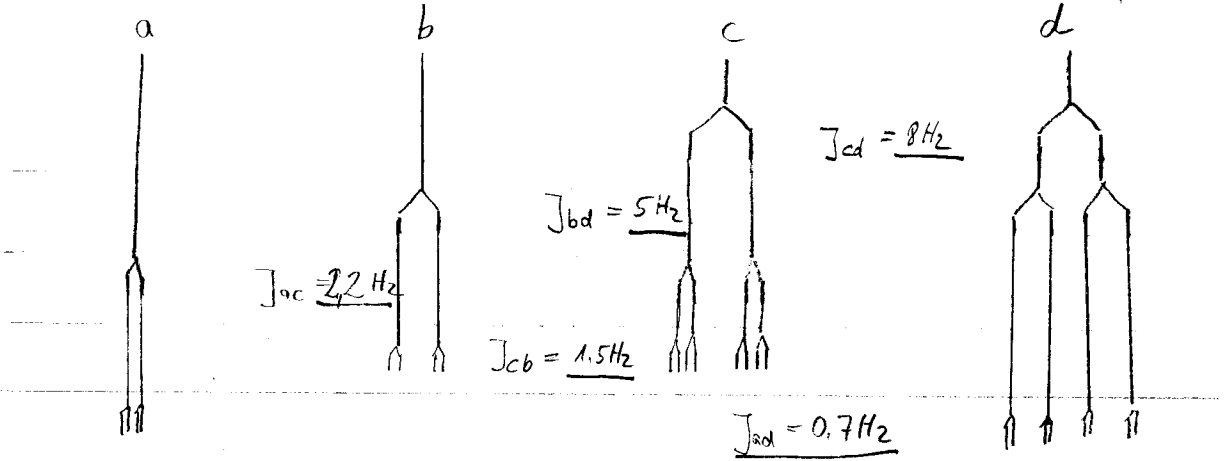 a b c d
Jcd = 8Hz
Jbd = 5Hz
Jac = 2,2 Hz
Jcb = 1.5Hz
Jad = 0.7Hz